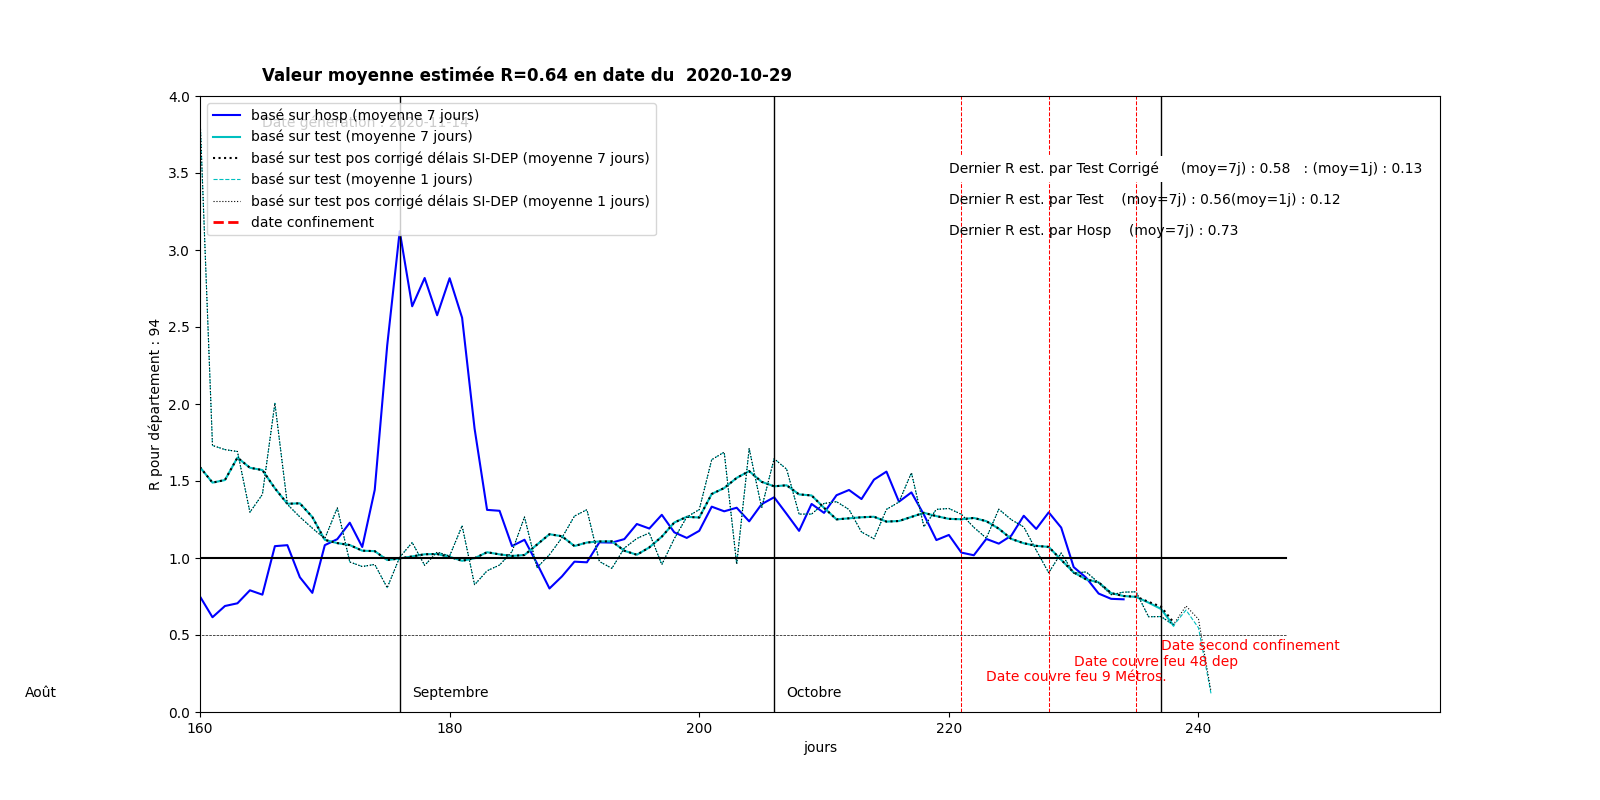 Valeur moyenne estimée R=0.64 en date du  2020-10-29
4.0
3.5
3.0
2.5
2.0
1.5
1.0
0.5
0.0
R pour département : 94
basé sur hosp (moyenne 7 jours)
Date génération : 2020-11-14
basé sur test (moyenne 7 jours)
basé sur test pos corrigé délais SI-DEP (moyenne 7 jours)
basé sur test (moyenne 1 jours)
basé sur test pos corrigé délais SI-DEP (moyenne 1 jours)
date confinement
Dernier R est. par Test Corrigé     (moy=7j) : 0.58   : (moy=1j) : 0.13
Dernier R est. par Test    (moy=7j) : 0.56(moy=1j) : 0.12
Dernier R est. par Hosp    (moy=7j) : 0.73
Date second confinement
Date couvre feu 48 dep
Date couvre feu 9 Métros.
Août
Septembre
Octobre
160
180
200
220
240
jours